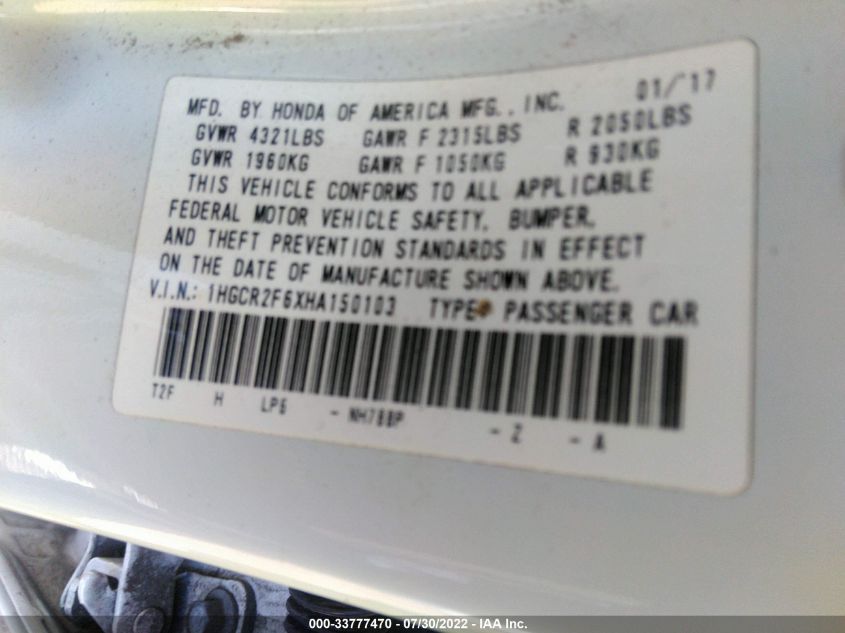 MFD. BY HONDA OF AMERICA MFG., INC. 01/'17
GVWR 4321LBS GAWR F 2315LBS R 2050LBS
GVWR 1960KG GAWR F 1050KG R 930KG
THIS VEHICLE CONFORMS TO ALL APPLICABLE
FEDERAL MOTOR VEHICLE SAFETY, BUMPER,
AND THEFT PREVENTION STANDARDS IN EFFECT
ON THE DATE OF MANUFACTURE SHOWN ABOVE.
V.I.N.: 1HGCR2F6XHA150103 TYPE: PASSENGER CAR
T2F H LP6 - NH788P - Z - A
000-33777470 - 07/30/2022 - IAA Inc.